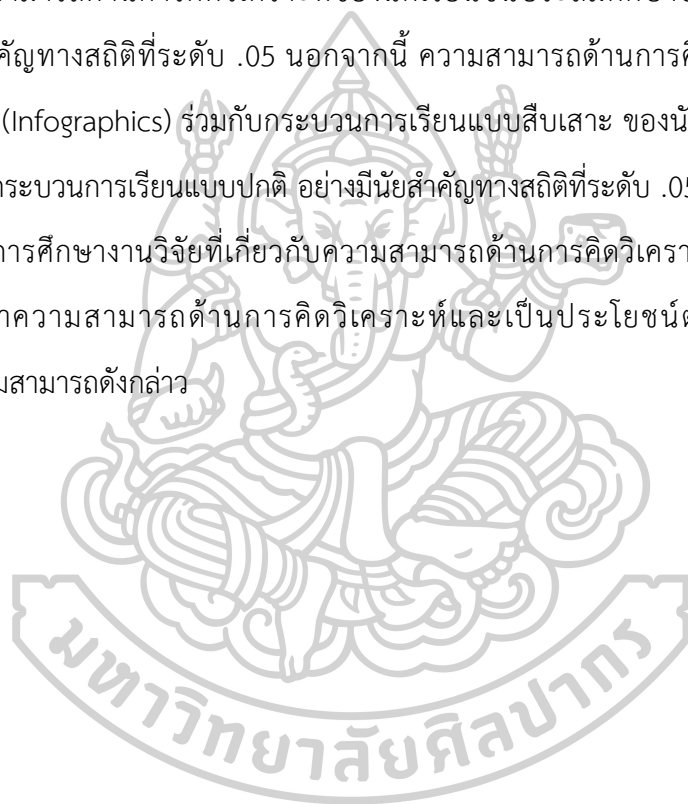 คัญทางสถิติที่ระดับ .05 นอกจากนี้ ความสามารถด้านการคิ
(Infographics) ร่วมกับกระบวนการเรียนแบบสืบเสาะ ของนั
กระบวนการเรียนแบบปกติ อย่างมีนัยสำคัญทางสถิติที่ระดับ .05
การศึกษางานวิจัยที่เกี่ยวกับความสามารถด้านการคิดวิเครา
าความสามารถด้านการคิดวิเคราะห์และเป็นประโยชน์ต
มสามารถดังกล่าว
มหาวิทยาลัยศิลปากร